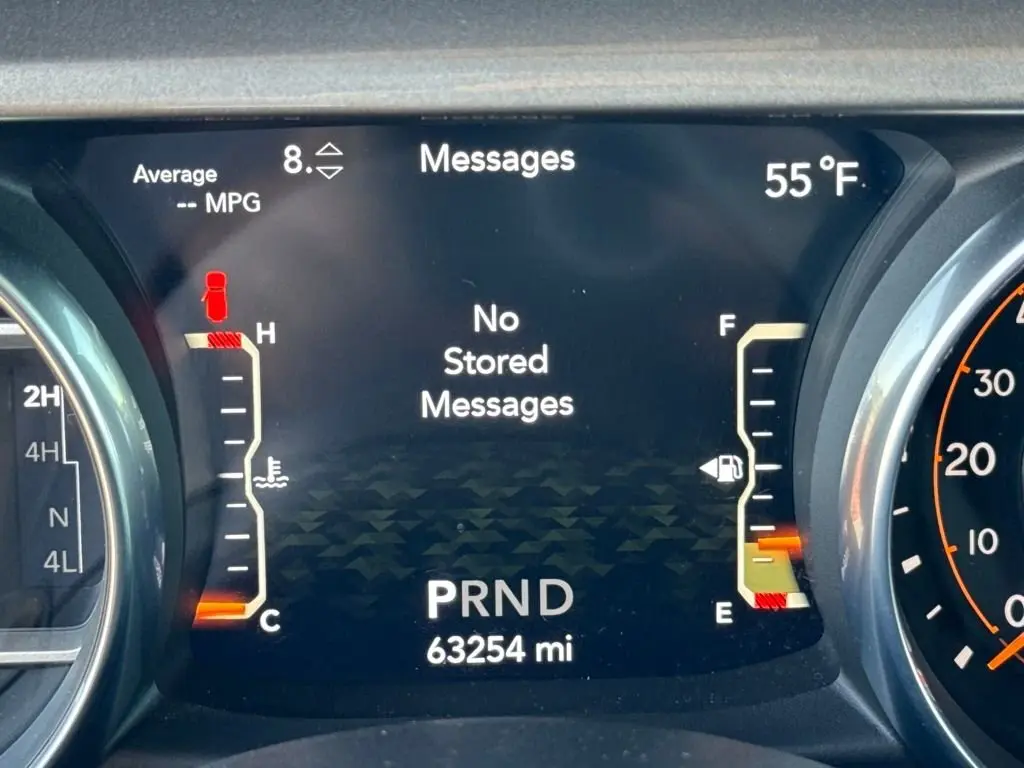 Average
-- MPG
8.
Messages
55 °F
No
Stored
Messages
H
C
F
E
2H
4H
N
4L
30
20
10
0
PRND
63254 mi